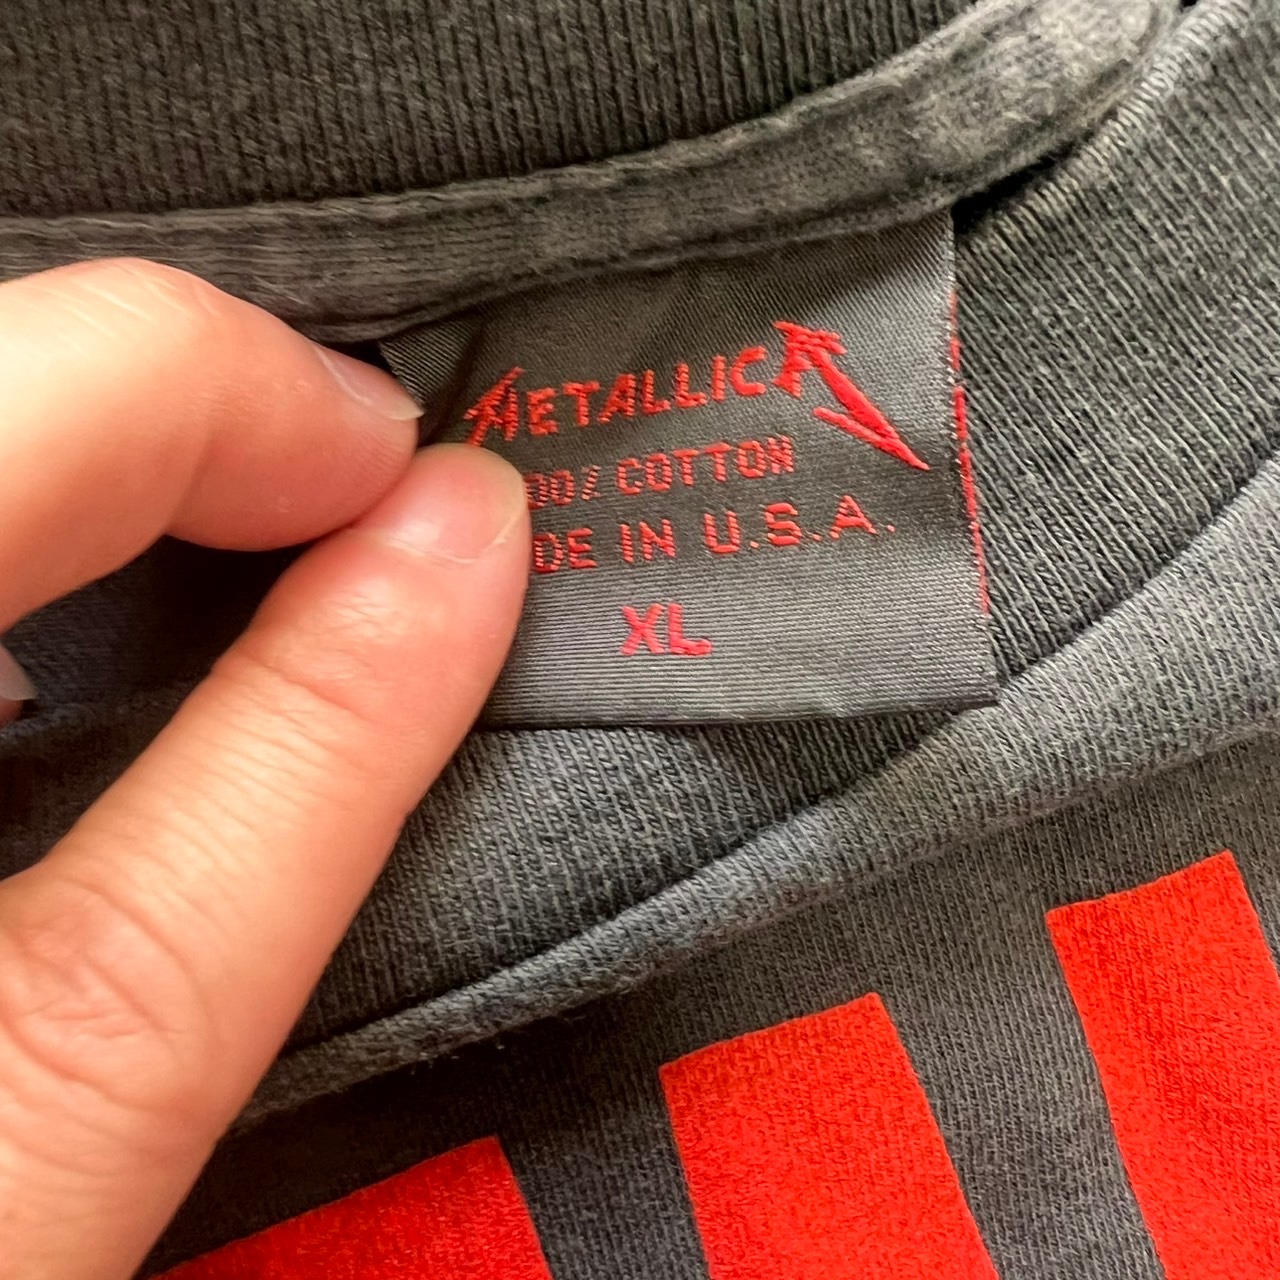 METALLICA
00% COTTON
DE IN U.S.A.
XL